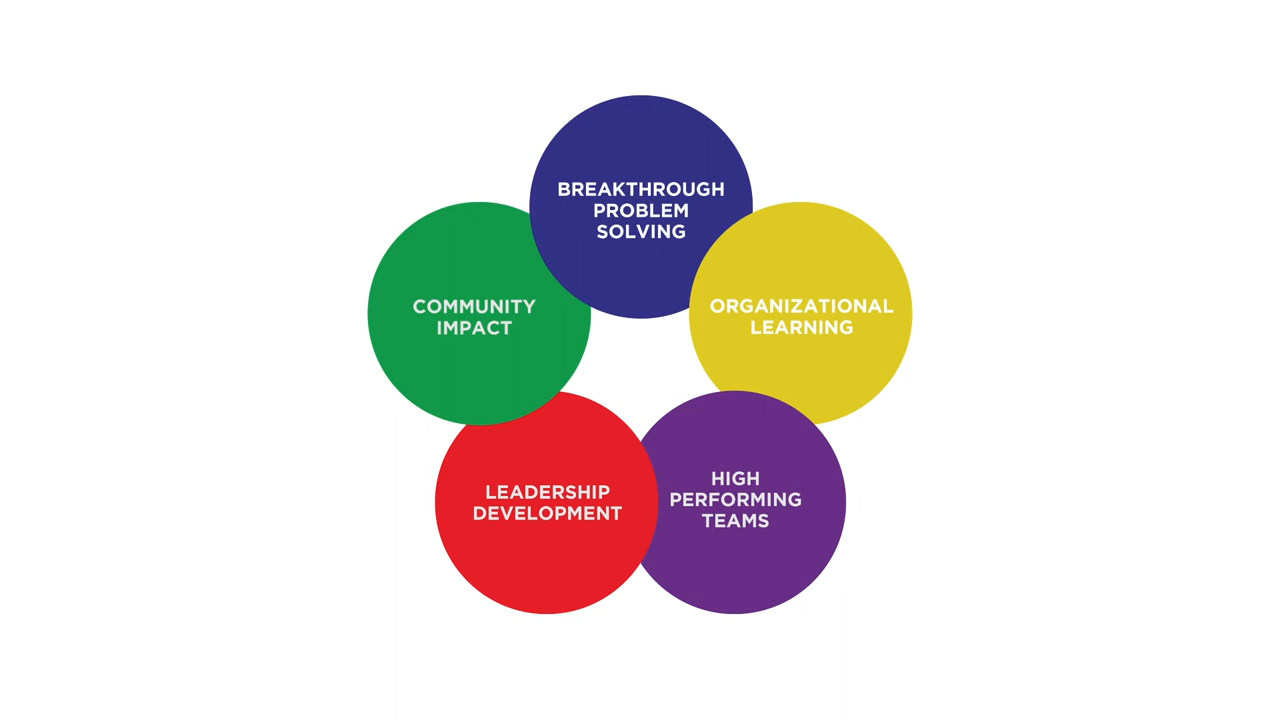 BREAKTHROUGH
PROBLEM
SOLVING
COMMUNITY
IMPACT
ORGANIZATIONAL
LEARNING
LEADERSHIP
DEVELOPMENT
HIGH
PERFORMING
TEAMS